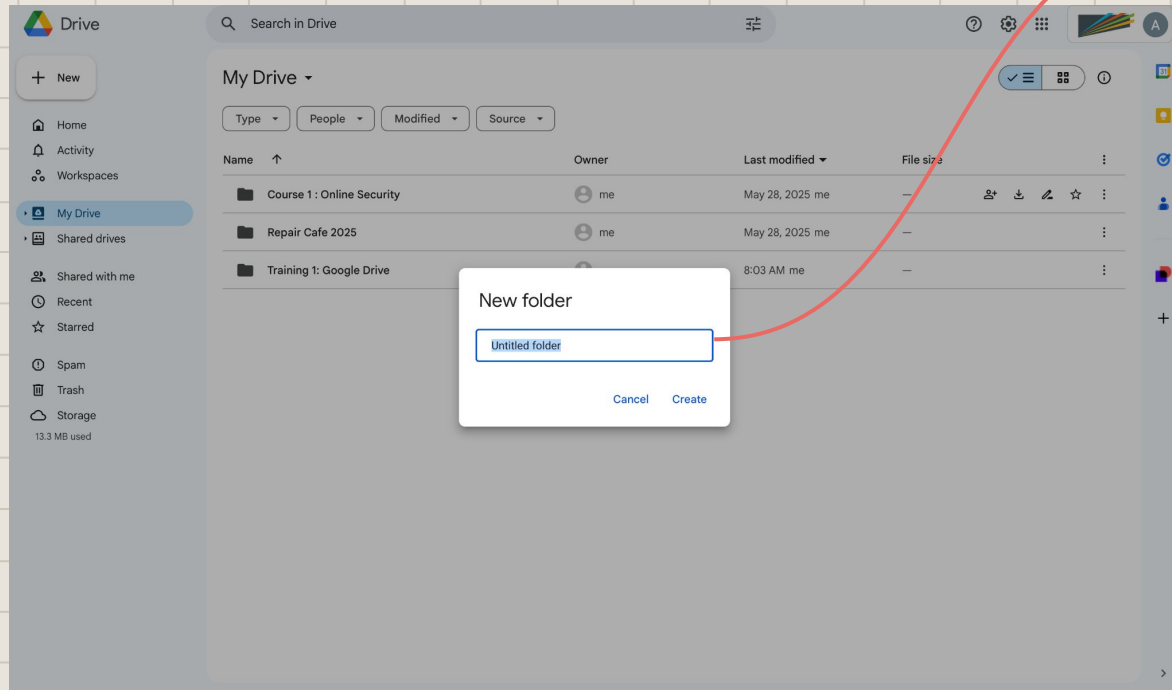 Drive
Search in Drive
A
New
Home
Activity
Workspaces
My Drive
Shared drives
Shared with me
Recent
Starred
Spam
Trash
Storage
13.3 MB used
My Drive
Type People Modified Source
Name Owner Last modified File size
Course 1 : Online Security me May 28, 2025 me —
Repair Cafe 2025 me May 28, 2025 me —
Training 1: Google Drive 8:03 AM me —
New folder
Untitled folder
Cancel Create
31